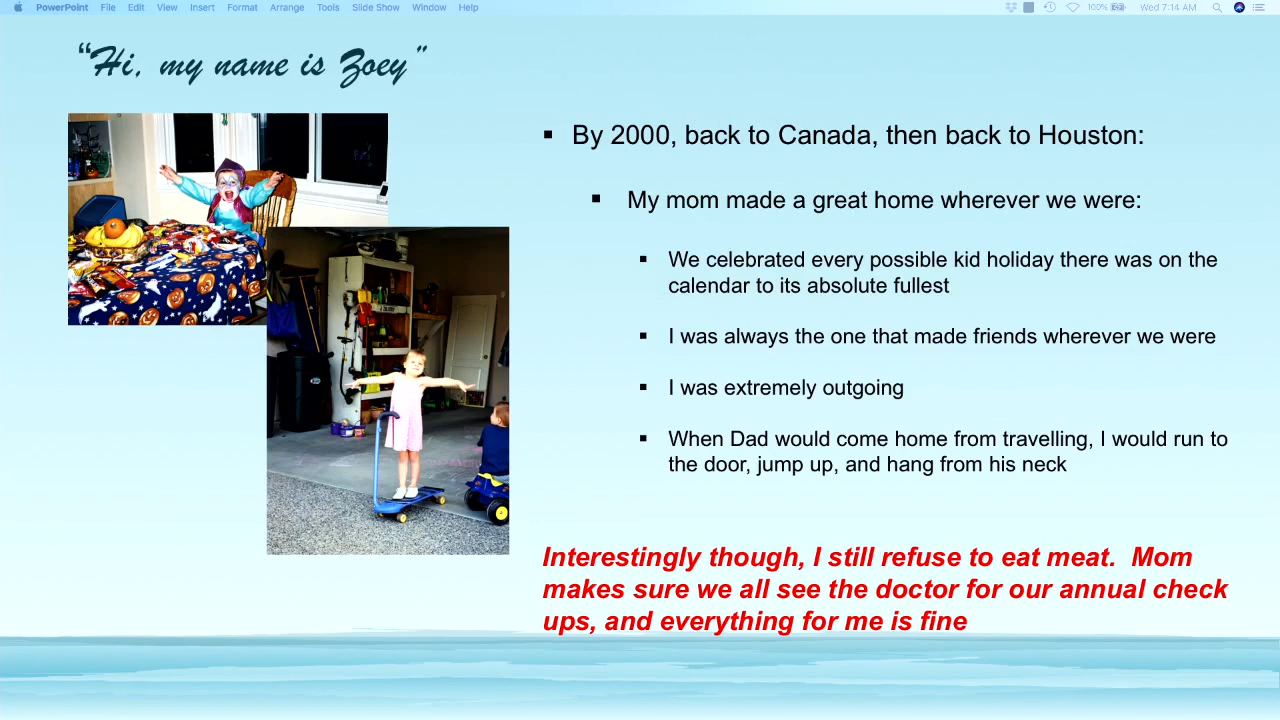 PowerPoint File Edit View Insert Format Arrange Tools Slide Show Window Help 100% Wed 7:14 AM
“Hi, my name is Zoey”
▪ By 2000, back to Canada, then back to Houston:
▪ My mom made a great home wherever we were:
▪ We celebrated every possible kid holiday there was on the
calendar to its absolute fullest
▪ I was always the one that made friends wherever we were
▪ I was extremely outgoing
▪ When Dad would come home from travelling, I would run to
the door, jump up, and hang from his neck
Interestingly though, I still refuse to eat meat.  Mom
makes sure we all see the doctor for our annual check
ups, and everything for me is fine